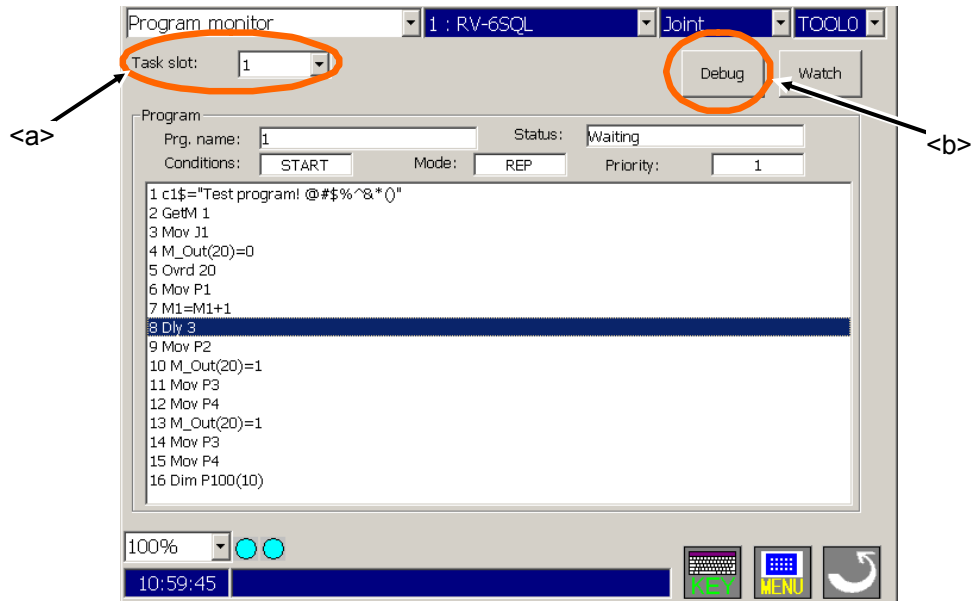 Program monitor 1 : RV-6SQL Joint TOOL0
Task slot: 1 Debug Watch
<a>
<b>
Program
Prg. name: 1 Status: Waiting
Conditions: START Mode: REP Priority: 1
1 c1$="Test program! @#$%^&*()"
2 GetM 1
3 Mov J1
4 M_Out(20)=0
5 Ovrd 20
6 Mov P1
7 M1=M1+1
8 Dly 3
9 Mov P2
10 M_Out(20)=1
11 Mov P3
12 Mov P4
13 M_Out(20)=1
14 Mov P3
15 Mov P4
16 Dim P100(10)
100%
10:59:45 KEY MENU